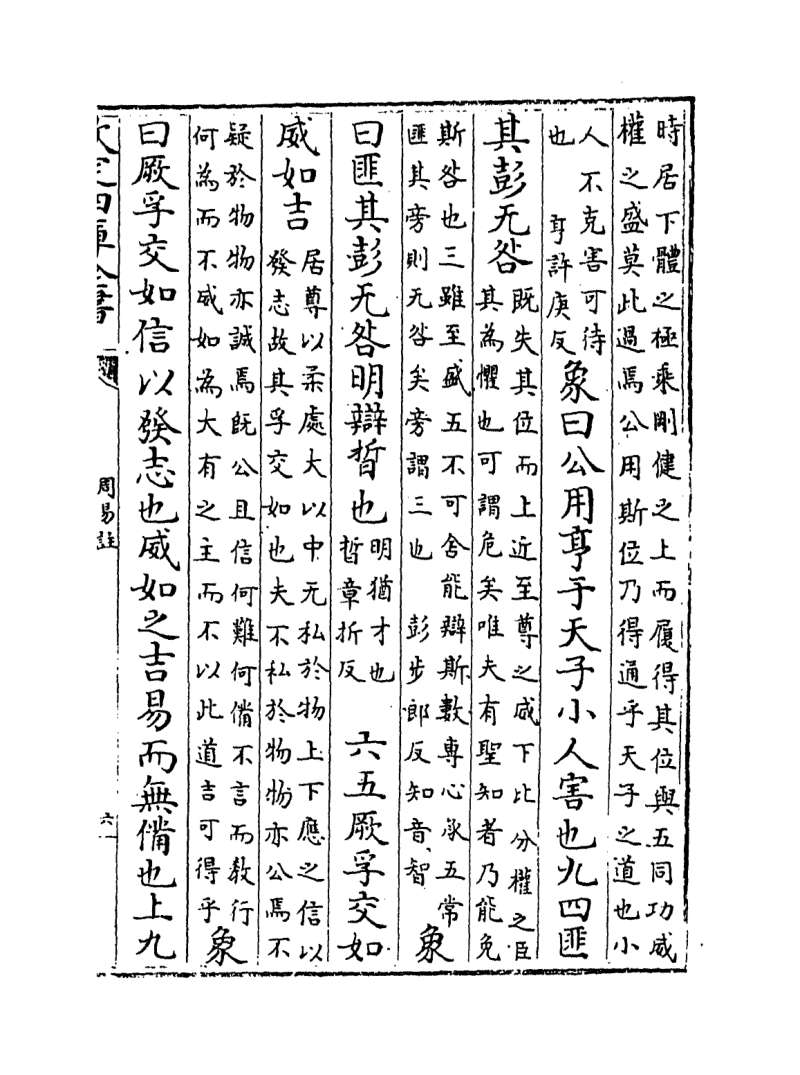 時居下體之極乘剛健之上而履得其位與五同功威
權之盛莫此過焉公用斯位乃得通乎天子之道也小
人不克害可待
也　亨許庚反
象曰公用亨于天子小人害也九四匪
其彭无咎
既失其位而上近至尊之威下比分權之臣
其為懼也可謂危矣唯夫有聖知者乃能免
斯咎也三雖至盛五不可舍能辯斯數專心承五常
匪其旁則无咎矣旁謂三也　彭步郎反知音智
象
曰匪其彭无咎明辯晢也
明猶才也
晢章折反
六五厥孚交如
威如吉
居尊以柔處大以中无私於物上下應之信以
發志故其孚交如也夫不私於物物亦公焉不
疑於物物亦誠焉既公且信何難何備不言而教行
何為而不威如為大有之主而不以此道吉可得乎
象
曰厥孚交如信以發志也威如之吉易而無備也上九
欽定四庫全書
周易註
六